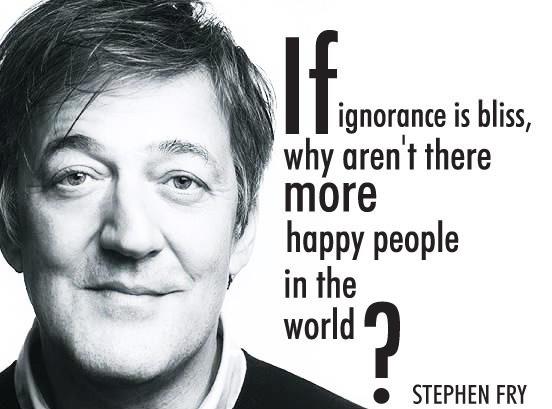 If ignorance is bliss,
why aren't there
more
happy people
in the
world?
STEPHEN FRY